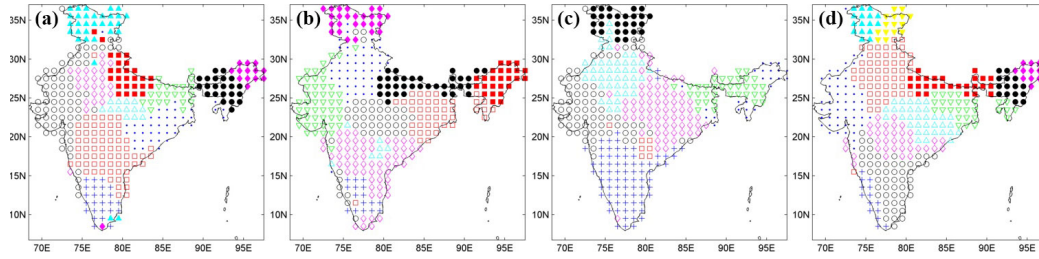 (a) (b) (c) (d)
35N 35N 35N 35N
30N 30N 30N 30N
25N 25N 25N 25N
20N 20N 20N 20N
15N 15N 15N 15N
10N 10N 10N 10N
70E 75E 80E 85E 90E 95E 70E 75E 80E 85E 90E 95E 70E 75E 80E 85E 90E 95E 70E 75E 80E 85E 90E 95E